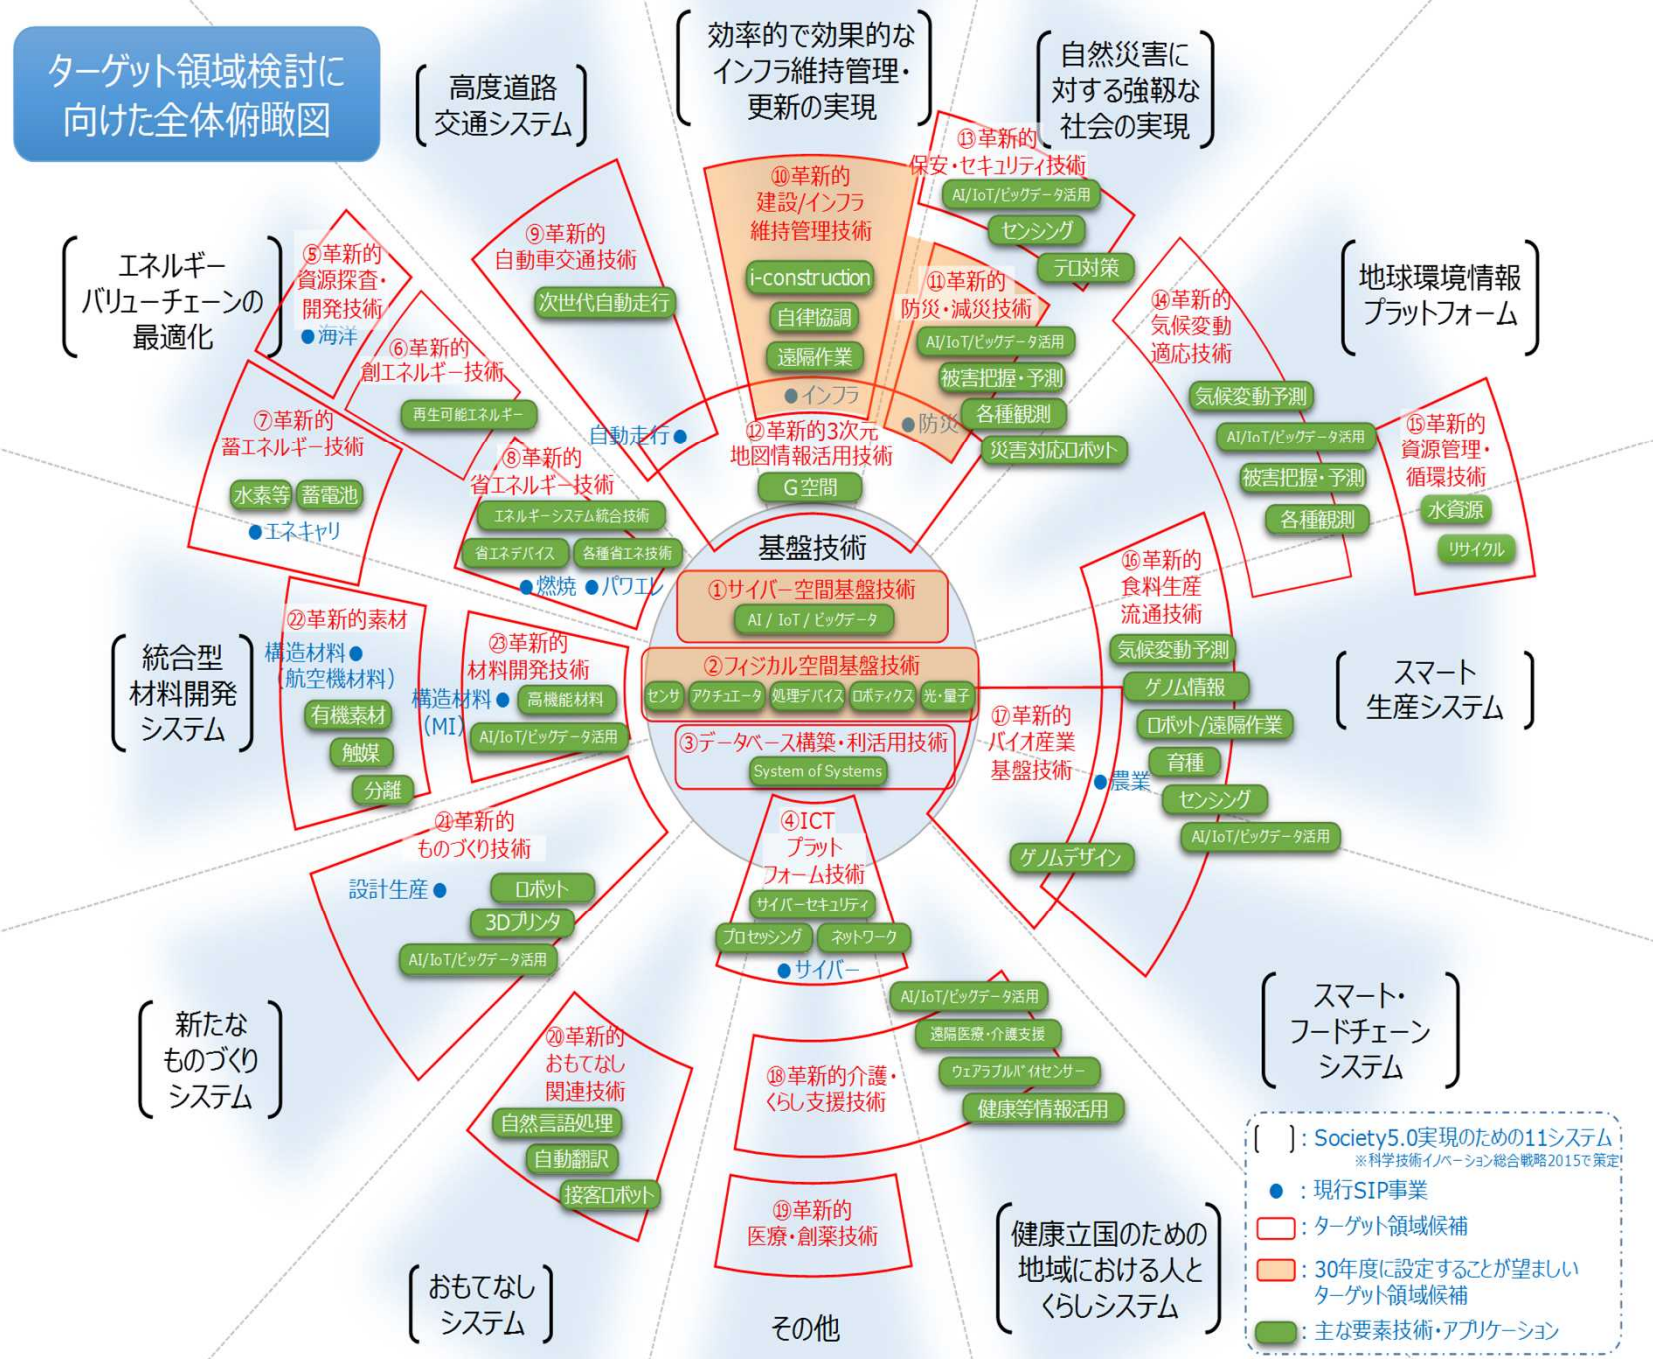 ターゲット領域検討に
向けた全体俯瞰図
高度道路
交通システム
効率的で効果的な
インフラ維持管理・
更新の実現
自然災害に
対する強靱な
社会の実現
エネルギー
バリューチェーンの
最適化
地球環境情報
プラットフォーム
統合型
材料開発
システム
スマート
生産システム
新たな
ものづくり
システム
スマート・
フードチェーン
システム
おもてなし
システム
その他
健康立国のための
地域における人と
くらしシステム
⑤革新的
資源探査・
開発技術
●海洋
⑥革新的
創エネルギー技術
再生可能エネルギー
⑦革新的
蓄エネルギー技術
水素等
蓄電池
●エネキャリ
⑧革新的
省エネルギー技術
エネルギーシステム統合技術
省エネデバイス
各種省エネ技術
●燃焼 ●パワエレ
⑨革新的
自動車交通技術
次世代自動走行
自動走行●
⑩革新的
建設/インフラ
維持管理技術
i-construction
自律協調
遠隔作業
●インフラ
⑪革新的
防災・減災技術
AI/IoT/ビッグデータ活用
被害把握・予測
各種観測
災害対応ロボット
●防災
⑫革新的3次元
地図情報活用技術
G空間
⑬革新的
保安・セキュリティ技術
AI/IoT/ビックデータ活用
センシング
テロ対策
⑭革新的
気候変動
適応技術
気候変動予測
AI/IoT/ビックデータ活用
被害把握・予測
各種観測
⑮革新的
資源管理・
循環技術
水資源
リサイクル
基盤技術
①サイバー空間基盤技術
AI / IoT / ビックデータ
②フィジカル空間基盤技術
センサ
アクチュエータ
処理デバイス
ロボティクス
光・量子
③データベース構築・利活用技術
System of Systems
④ICT
プラット
フォーム技術
サイバーセキュリティ
プロセッシング
ネットワーク
●サイバー
⑯革新的
食料生産
流通技術
気候変動予測
ゲノム情報
ロボット/遠隔作業
育種
センシング
AI/IoT/ビックデータ活用
⑰革新的
バイオ産業
基盤技術
●農業
ゲノムデザイン
⑱革新的介護・
くらし支援技術
AI/IoT/ビックデータ活用
遠隔医療・介護支援
ウェアラブルバイオセンサー
健康等情報活用
⑲革新的
医療・創薬技術
⑳革新的
おもてなし
関連技術
自然言語処理
自動翻訳
接客ロボット
㉑革新的
ものづくり技術
設計生産●
ロボット
3Dプリンタ
AI/IoT/ビックデータ活用
㉒革新的素材
構造材料●
(航空機材料)
有機素材
触媒
分離
㉓革新的
材料開発技術
構造材料●
(MI)
高機能材料
AI/IoT/ビックデータ活用
[ ]：Society5.0実現のための11システム
※科学技術イノベーション総合戦略2015で策定
●：現行SIP事業
：ターゲット領域候補
：30年度に設定することが望ましい
ターゲット領域候補
：主な要素技術・アプリケーション